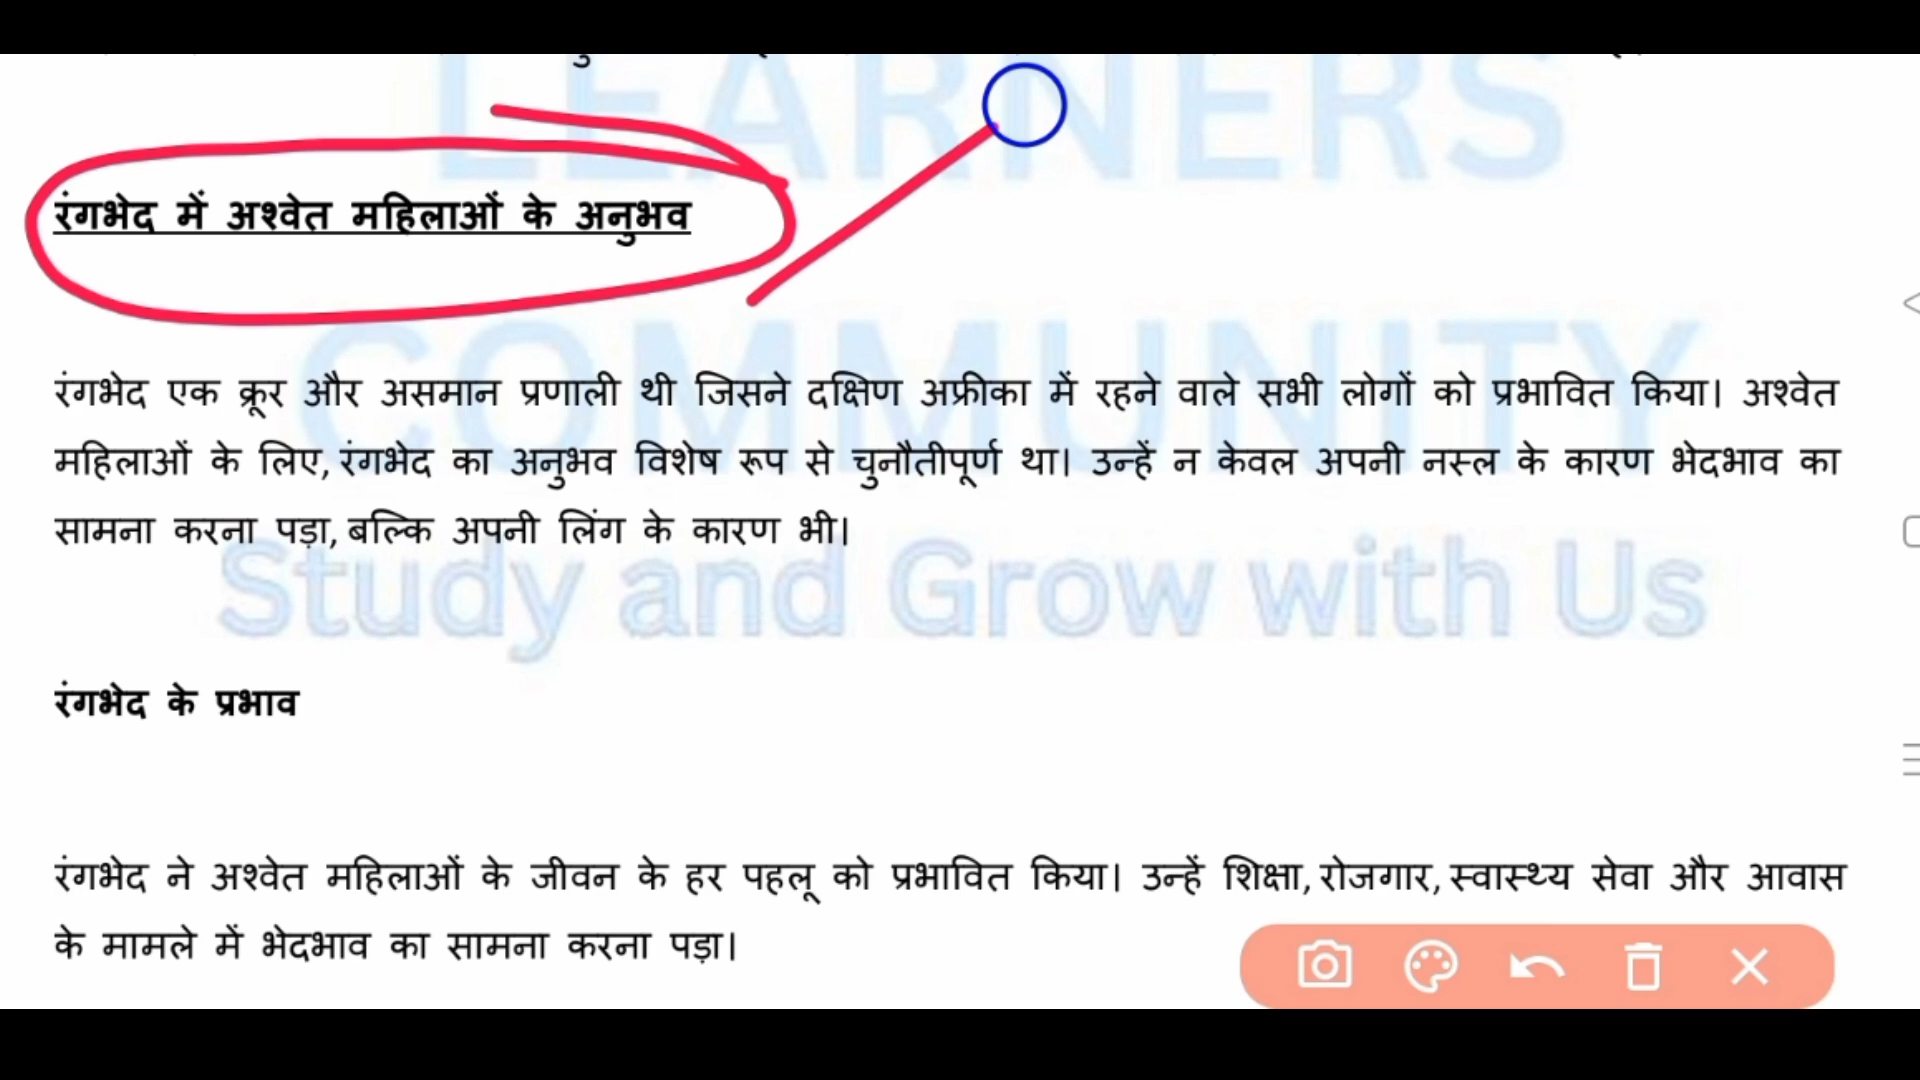 LEARNERS
रंगभेद में अश्वेत महिलाओं के अनुभव
COMMUNITY
रंगभेद एक क्रूर और असमान प्रणाली थी जिसने दक्षिण अफ्रीका में रहने वाले सभी लोगों को प्रभावित किया। अश्वेत
महिलाओं के लिए, रंगभेद का अनुभव विशेष रूप से चुनौतीपूर्ण था। उन्हें न केवल अपनी नस्ल के कारण भेदभाव का
सामना करना पड़ा, बल्कि अपनी लिंग के कारण भी।
Study and Grow with Us
रंगभेद के प्रभाव
रंगभेद ने अश्वेत महिलाओं के जीवन के हर पहलू को प्रभावित किया। उन्हें शिक्षा, रोजगार, स्वास्थ्य सेवा और आवास
के मामले में भेदभाव का सामना करना पड़ा।